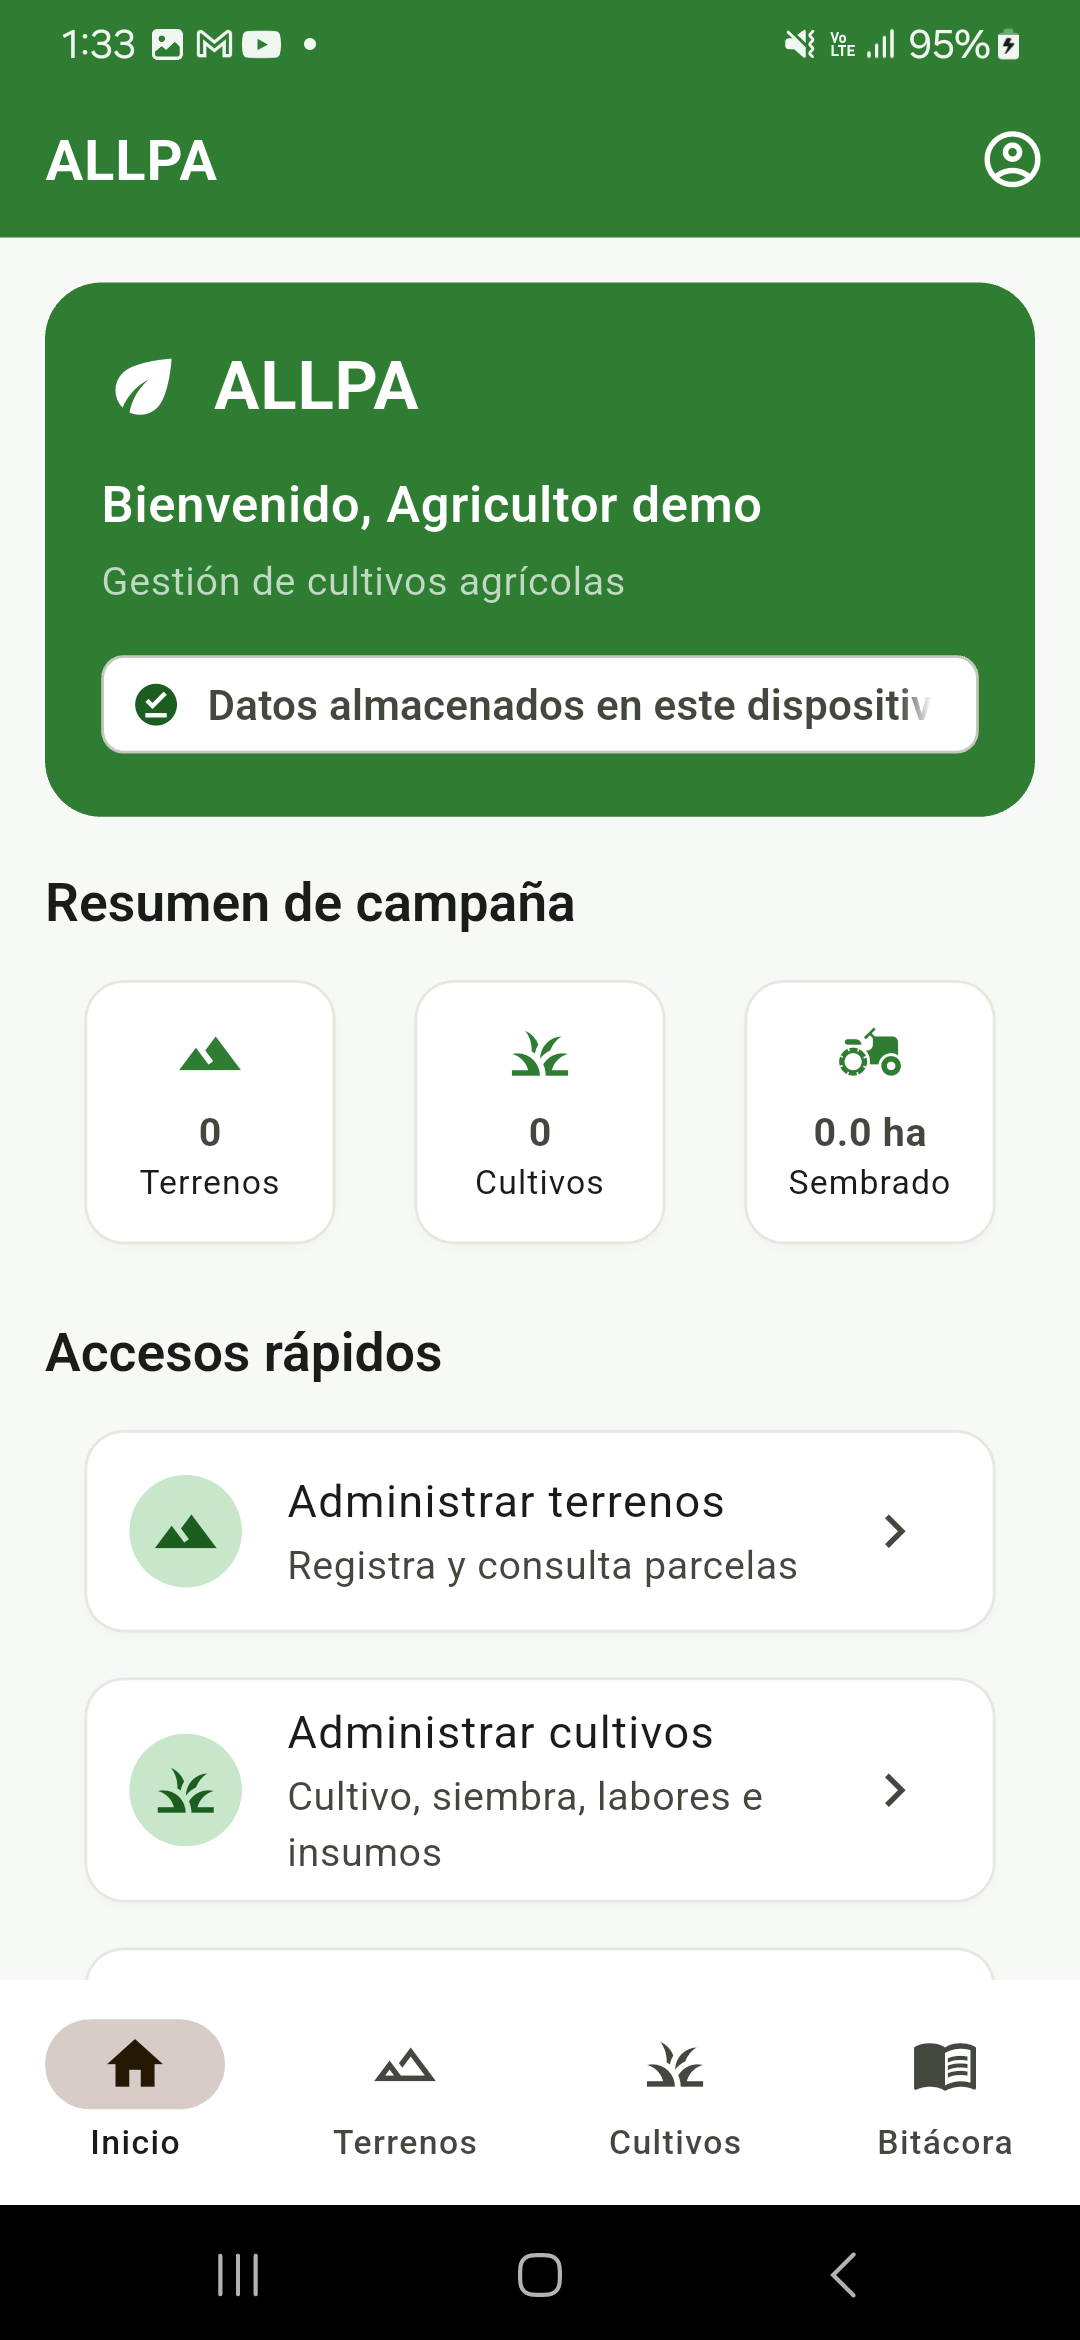 1:33
Vo
LTE
95%
ALLPA
ALLPA
Bienvenido, Agricultor demo
Gestión de cultivos agrícolas
Datos almacenados en este dispositiv
Resumen de campaña
0
Terrenos
0
Cultivos
0.0 ha
Sembrado
Accesos rápidos
Administrar terrenos
Registra y consulta parcelas
Administrar cultivos
Cultivo, siembra, labores e
insumos
Inicio
Terrenos
Cultivos
Bitácora